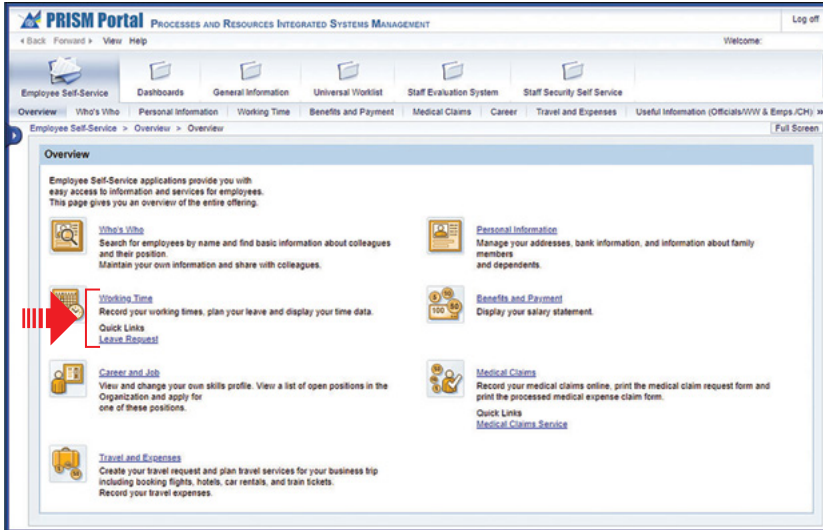 PRISM Portal PROCESSES AND RESOURCES INTEGRATED SYSTEMS MANAGEMENT
Log off
Back Forward View Help
Welcome:
Employee Self-Service Dashboards General Information Universal Worklist Staff Evaluation System Staff Security Self Service
Overview Who's Who Personal Information Working Time Benefits and Payment Medical Claims Career Travel and Expenses Useful Information (Officials/WW & Emps./CH)
Employee Self-Service > Overview > Overview
Full Screen
Overview
Employee Self-Service applications provide you with
easy access to information and services for employees.
This page gives you an overview of the entire offering.
Who's Who
Search for employees by name and find basic information about colleagues
and their position.
Maintain your own information and share with colleagues.
Personal Information
Manage your addresses, bank information, and information about family
members
and dependents.
Working Time
Record your working times, plan your leave and display your time data.
Quick Links
Leave Request
Benefits and Payment
Display your salary statement.
Career and Job
View and change your own skills profile. View a list of open positions in the
Organization and apply for
one of these positions.
Medical Claims
Record your medical claims online, print the medical claim request form and
print the processed medical expense claim form.
Quick Links
Medical Claims Service
Travel and Expenses
Create your travel request and plan travel services for your business trip
including booking flights, hotels, car rentals, and train tickets.
Record your travel expenses.